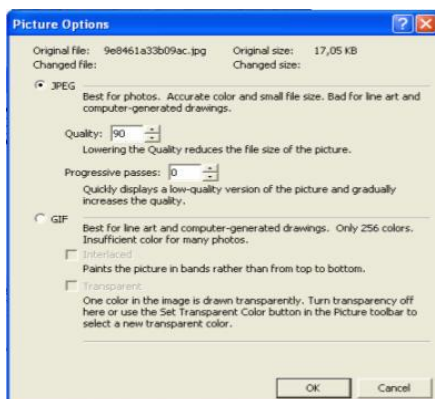 Picture Options
Original file: 9e8461a33b09ac.jpg Original size: 17,05 KB
Changed file: Changed size:
JPEG
Best for photos. Accurate color and small file size. Bad for line art and
computer-generated drawings.
Quality: 90
Lowering the Quality reduces the file size of the picture.
Progressive passes: 0
Quickly displays a low-quality version of the picture and gradually
increases the quality.
GIF
Best for line art and computer-generated drawings. Only 256 colors.
Insufficient color for many photos.
Interlaced
Paints the picture in bands rather than from top to bottom.
Transparent
One color in the image is drawn transparently. Turn transparency off
here or use the Set Transparent Color button in the Picture toolbar to
select a new transparent color.
OK Cancel